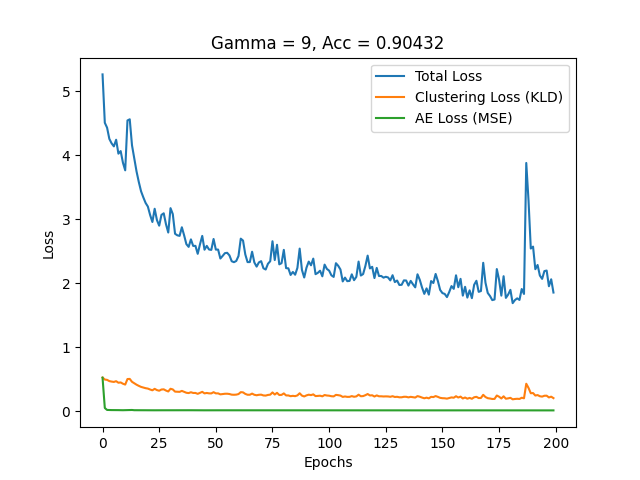 Gamma = 9, Acc = 0.90432
Total Loss
Clustering Loss (KLD)
AE Loss (MSE)
Loss
5
4
3
2
1
0
0 25 50 75 100 125 150 175 200
Epochs